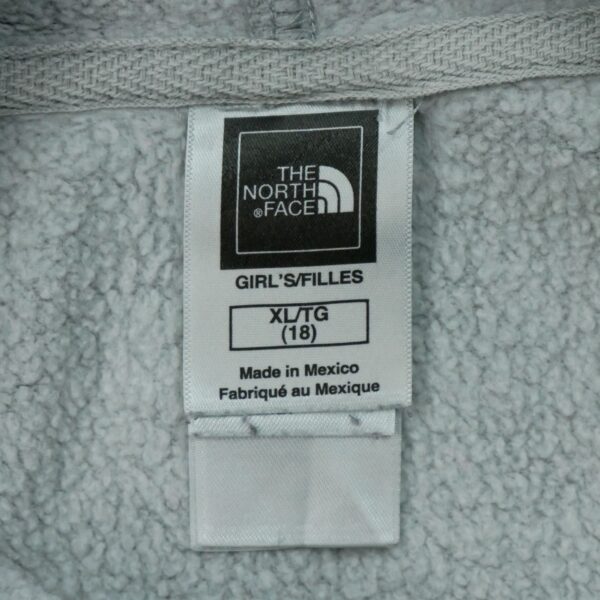 THE
NORTH
®FACE
GIRL'S/FILLES
XL/TG
(18)
Made in Mexico
Fabriqué au Mexique